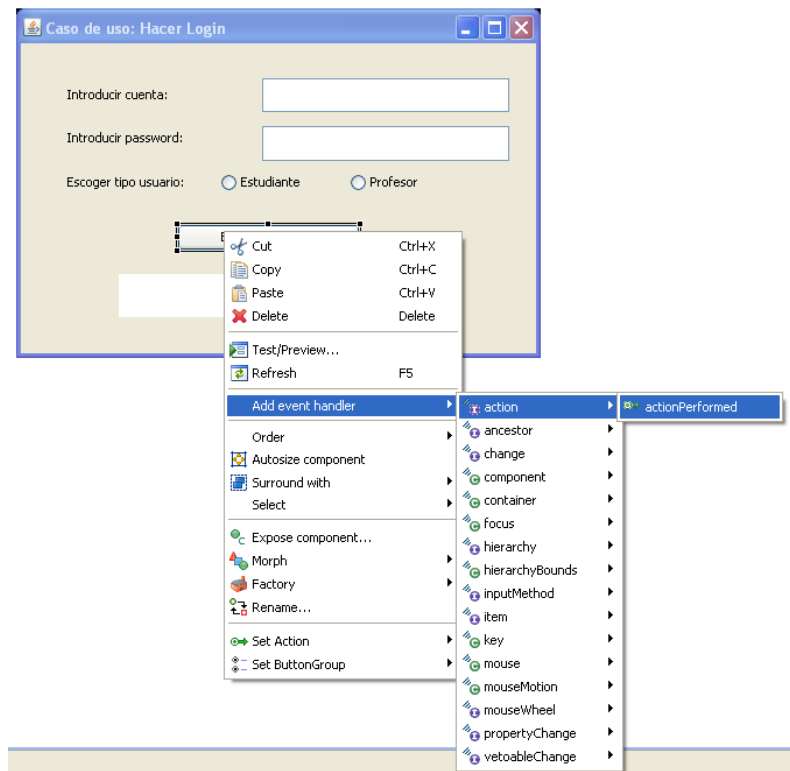 Caso de uso: Hacer Login
Introducir cuenta:
Introducir password:
Escoger tipo usuario: Estudiante Profesor
Cut Ctrl+X
Copy Ctrl+C
Paste Ctrl+V
Delete Delete
Test/Preview...
Refresh F5
Add event handler
Order
Autosize component
Surround with
Select
Expose component...
Morph
Factory
Rename...
Set Action
Set ButtonGroup
action
ancestor
change
component
container
focus
hierarchy
hierarchyBounds
inputMethod
item
key
mouse
mouseMotion
mouseWheel
propertyChange
vetoableChange
actionPerformed